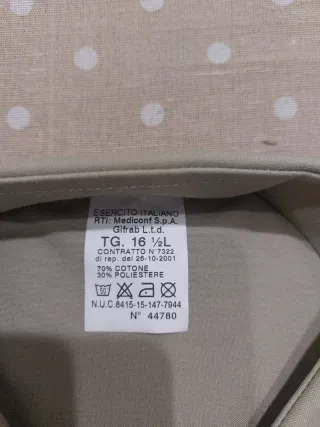 ESERCITO ITALIANO
RTI: Mediconf S.p.A.
Gifrab L.t.d.
TG. 16 ½L
CONTRATTO N°7322
di rep. del 26-10-2001
70% COTONE
30% POLIESTERE
N.U.C.8415-15-147-7944
N° 44780